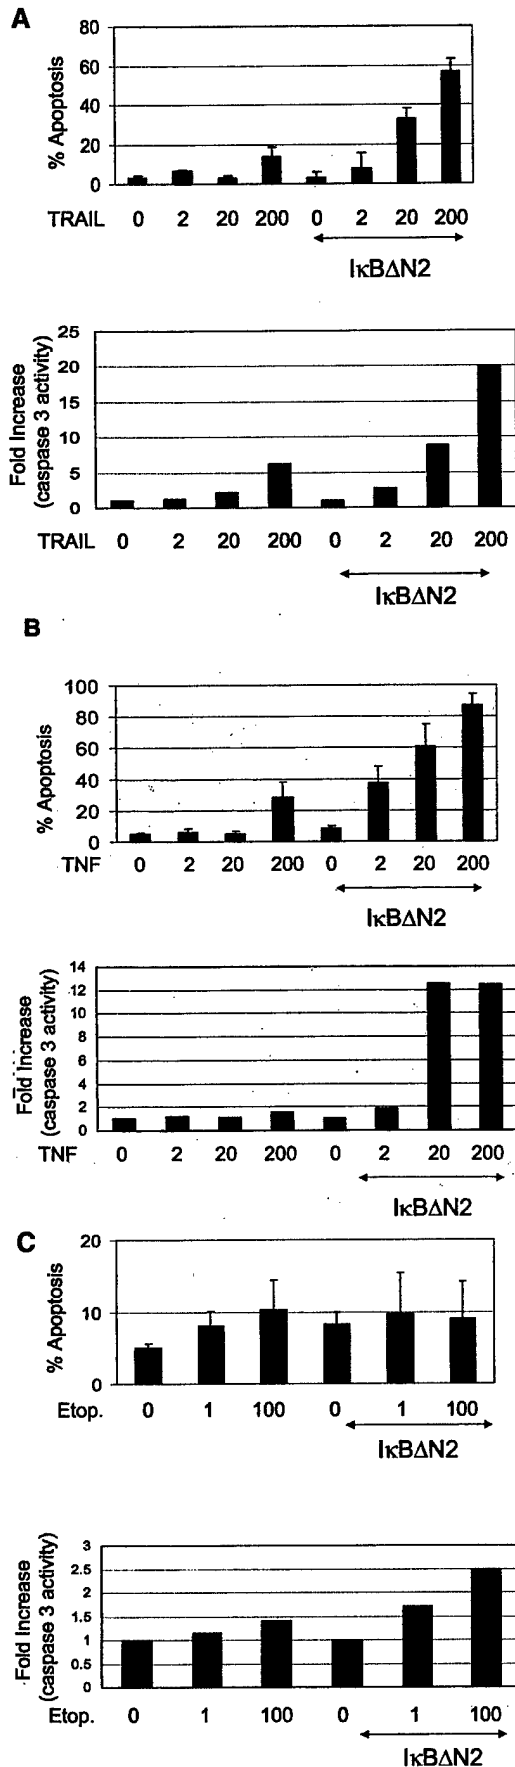 A
80
60
40
20
0
% Apoptosis
TRAIL 0 2 20 200 0 2 20 200
IκBΔN2
25
20
15
10
5
0
Fold Increase
(caspase 3 activity)
TRAIL 0 2 20 200 0 2 20 200
IκBΔN2
B
100
80
60
40
20
0
% Apoptosis
TNF 0 2 20 200 0 2 20 200
IκBΔN2
14
12
10
8
6
4
2
0
Fold Increase
(caspase 3 activity)
TNF 0 2 20 200 0 2 20 200
IκBΔN2
C
20
10
0
% Apoptosis
Etop. 0 1 100 0 1 100
IκBΔN2
3
2.5
2
1.5
1
0.5
0
Fold Increase
(caspase 3 activity)
Etop. 0 1 100 0 1 100
IκBΔN2